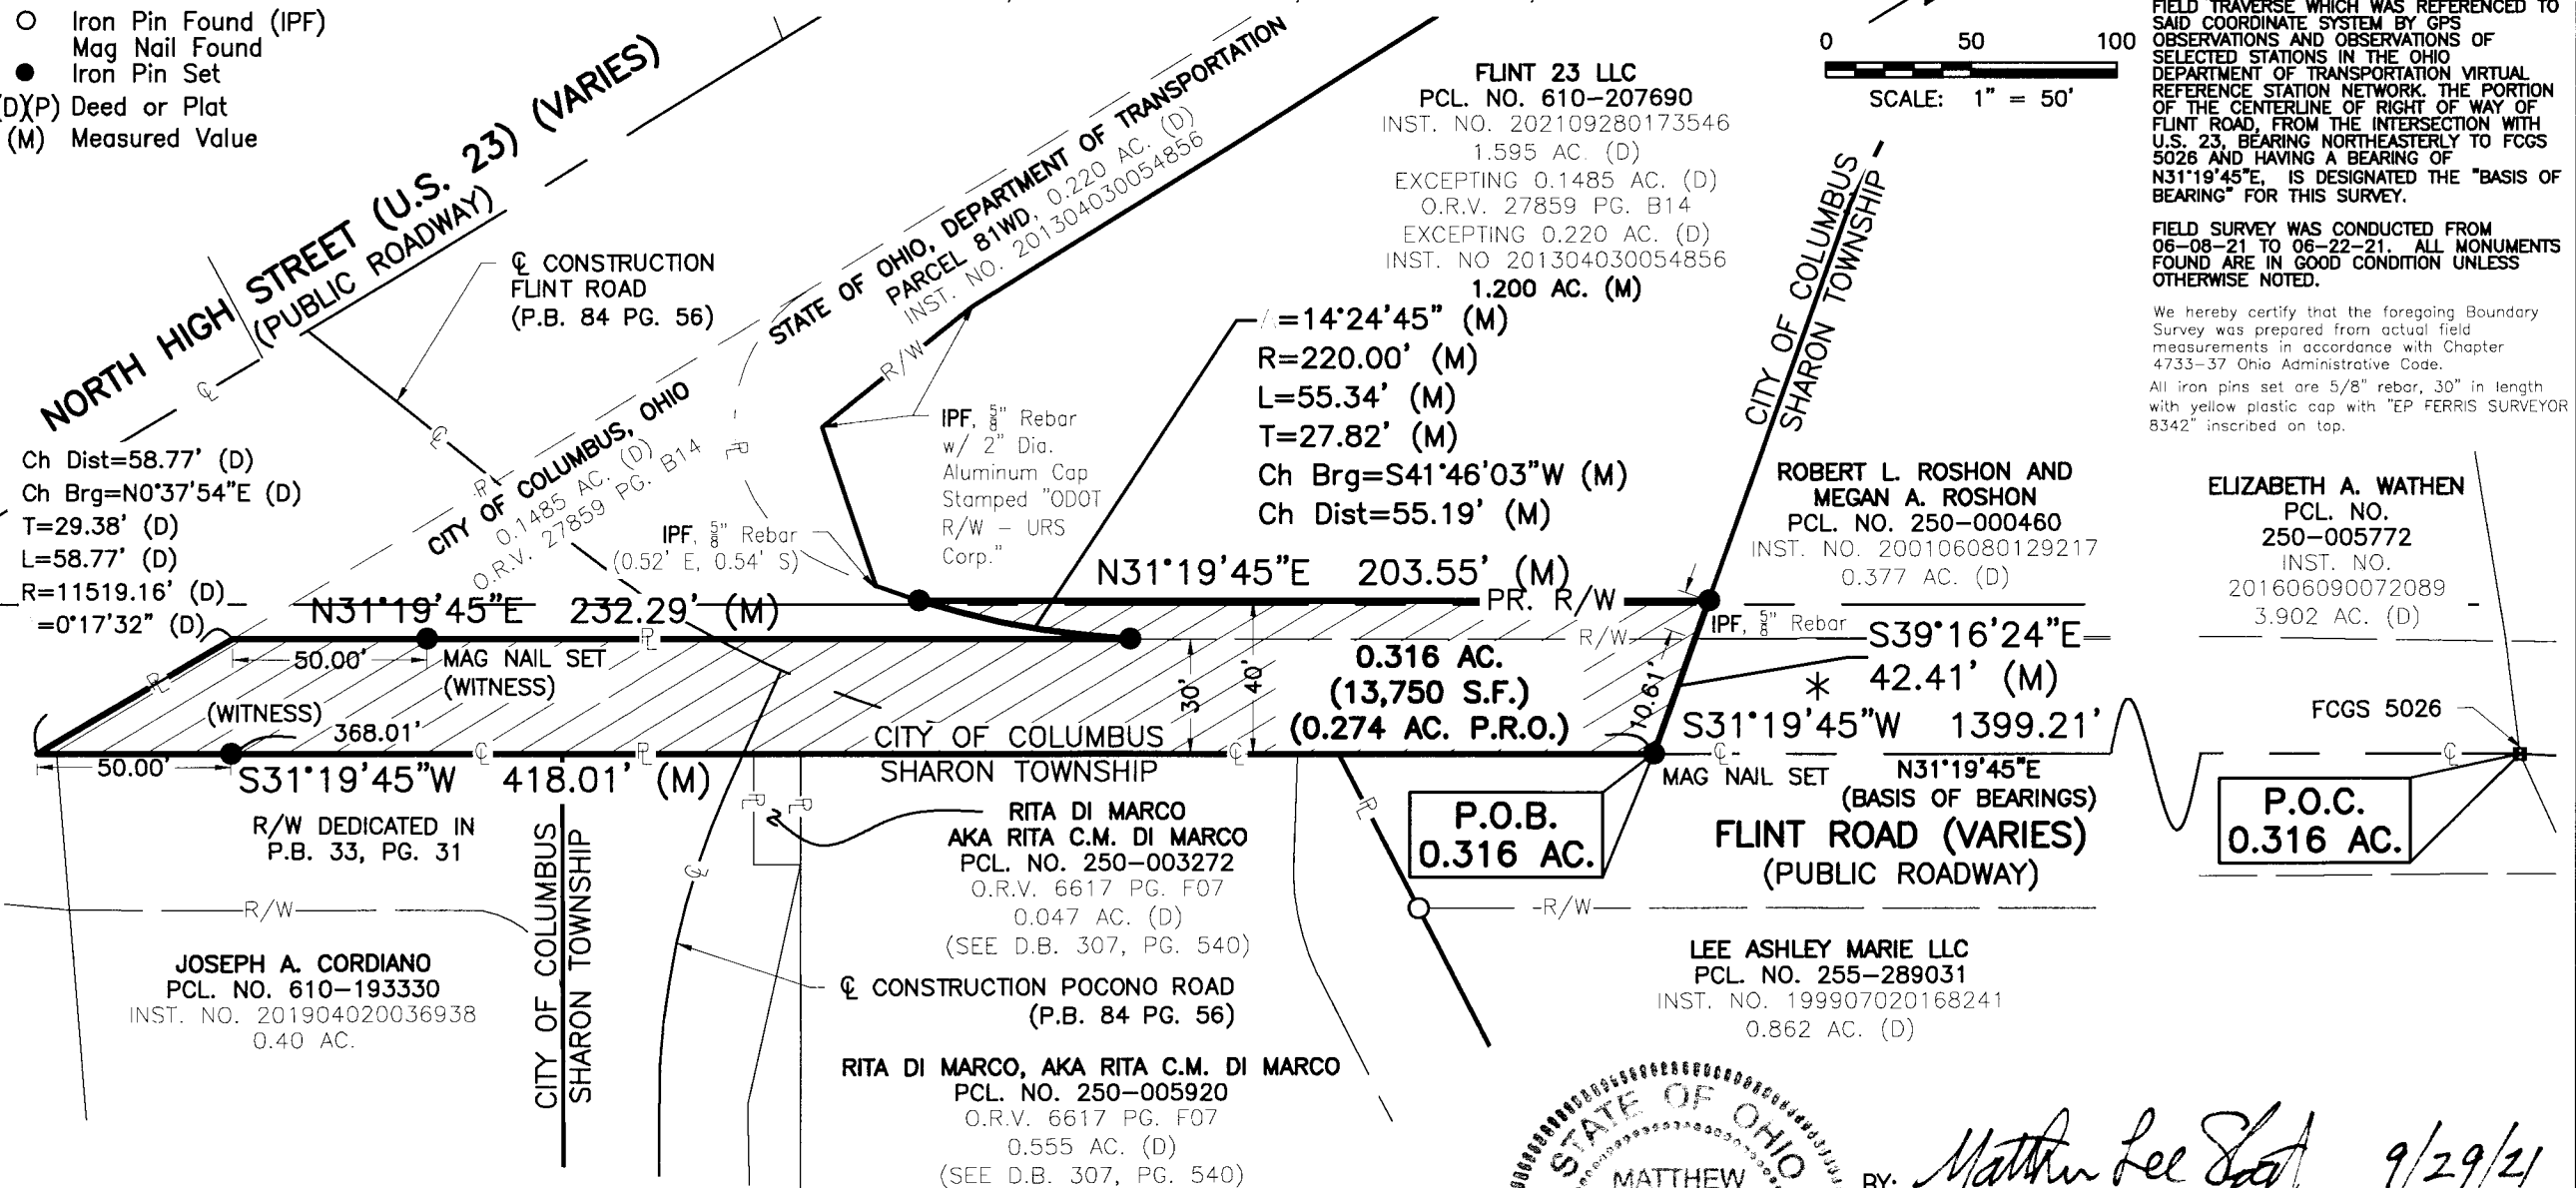 Iron Pin Found (IPF)
Mag Nail Found
Iron Pin Set
(D)(P) Deed or Plat
(M) Measured Value
NORTH HIGH STREET (U.S. 23) (VARIES)
(PUBLIC ROADWAY)
℄ CONSTRUCTION
FLINT ROAD
(P.B. 84 PG. 56)
STATE OF OHIO, DEPARTMENT OF TRANSPORTATION
PARCEL 81WD, 0.220 AC. (D)
INST. NO. 201304030054856
R/W
FLINT 23 LLC
PCL. NO. 610-207690
INST. NO. 202109280173546
1.595 AC. (D)
EXCEPTING 0.1485 AC. (D)
O.R.V. 27859 PG. B14
EXCEPTING 0.220 AC. (D)
INST. NO 201304030054856
1.200 AC. (M)
=14°24'45" (M)
R=220.00' (M)
L=55.34' (M)
T=27.82' (M)
Ch Brg=S41°46'03"W (M)
Ch Dist=55.19' (M)
0 50 100
SCALE: 1" = 50'
CITY OF COLUMBUS
SHARON TOWNSHIP
FIELD TRAVERSE WHICH WAS REFERENCED TO
SAID COORDINATE SYSTEM BY GPS
OBSERVATIONS AND OBSERVATIONS OF
SELECTED STATIONS IN THE OHIO
DEPARTMENT OF TRANSPORTATION VIRTUAL
REFERENCE STATION NETWORK. THE PORTION
OF THE CENTERLINE OF RIGHT OF WAY OF
FLINT ROAD, FROM THE INTERSECTION WITH
U.S. 23, BEARING NORTHEASTERLY TO FCGS
5026 AND HAVING A BEARING OF
N31°19'45"E, IS DESIGNATED THE "BASIS OF
BEARING" FOR THIS SURVEY.
FIELD SURVEY WAS CONDUCTED FROM
06-08-21 TO 06-22-21. ALL MONUMENTS
FOUND ARE IN GOOD CONDITION UNLESS
OTHERWISE NOTED.
We hereby certify that the foregoing Boundary
Survey was prepared from actual field
measurements in accordance with Chapter
4733-37 Ohio Administrative Code.
All iron pins set are 5/8" rebar, 30" in length
with yellow plastic cap with "EP FERRIS SURVEYOR
8342" inscribed on top.
Ch Dist=58.77' (D)
Ch Brg=N0°37'54"E (D)
T=29.38' (D)
L=58.77' (D)
R=11519.16' (D)
=0°17'32" (D)
CITY OF COLUMBUS, OHIO
0.1485 AC. (D)
O.R.V. 27859 PG. B14
IPF, 5/8" Rebar
(0.52' E, 0.54' S)
IPF, 5/8" Rebar
w/ 2" Dia.
Aluminum Cap
Stamped "ODOT
R/W - URS
Corp."
ROBERT L. ROSHON AND
MEGAN A. ROSHON
PCL. NO. 250-000460
INST. NO. 200106080129217
0.377 AC. (D)
ELIZABETH A. WATHEN
PCL. NO.
250-005772
INST. NO.
201606090072089
3.902 AC. (D)
N31°19'45"E 203.55' (M)
N31°19'45"E 232.29' (M)
PR. R/W
R/W
IPF, 5/8" Rebar
S39°16'24"E
42.41' (M)
50.00'
MAG NAIL SET
(WITNESS)
30'
40'
10.61'
0.316 AC.
(13,750 S.F.)
(0.274 AC. P.R.O.)
(WITNESS)
368.01'
CITY OF COLUMBUS
SHARON TOWNSHIP
50.00'
S31°19'45"W 418.01' (M)
* S31°19'45"W 1399.21'
MAG NAIL SET
N31°19'45"E
(BASIS OF BEARINGS)
FLINT ROAD (VARIES)
(PUBLIC ROADWAY)
FCGS 5026
P.O.B.
0.316 AC.
P.O.C.
0.316 AC.
R/W DEDICATED IN
P.B. 33, PG. 31
R/W
JOSEPH A. CORDIANO
PCL. NO. 610-193330
INST. NO. 201904020036938
0.40 AC.
CITY OF COLUMBUS
SHARON TOWNSHIP
RITA DI MARCO
AKA RITA C.M. DI MARCO
PCL. NO. 250-003272
O.R.V. 6617 PG. F07
0.047 AC. (D)
(SEE D.B. 307, PG. 540)
℄ CONSTRUCTION POCONO ROAD
(P.B. 84 PG. 56)
RITA DI MARCO, AKA RITA C.M. DI MARCO
PCL. NO. 250-005920
O.R.V. 6617 PG. F07
0.555 AC. (D)
(SEE D.B. 307, PG. 540)
R/W
LEE ASHLEY MARIE LLC
PCL. NO. 255-289031
INST. NO. 199907020168241
0.862 AC. (D)
STATE OF OHIO
MATTHEW
BY: Matthew Lee 9/29/21